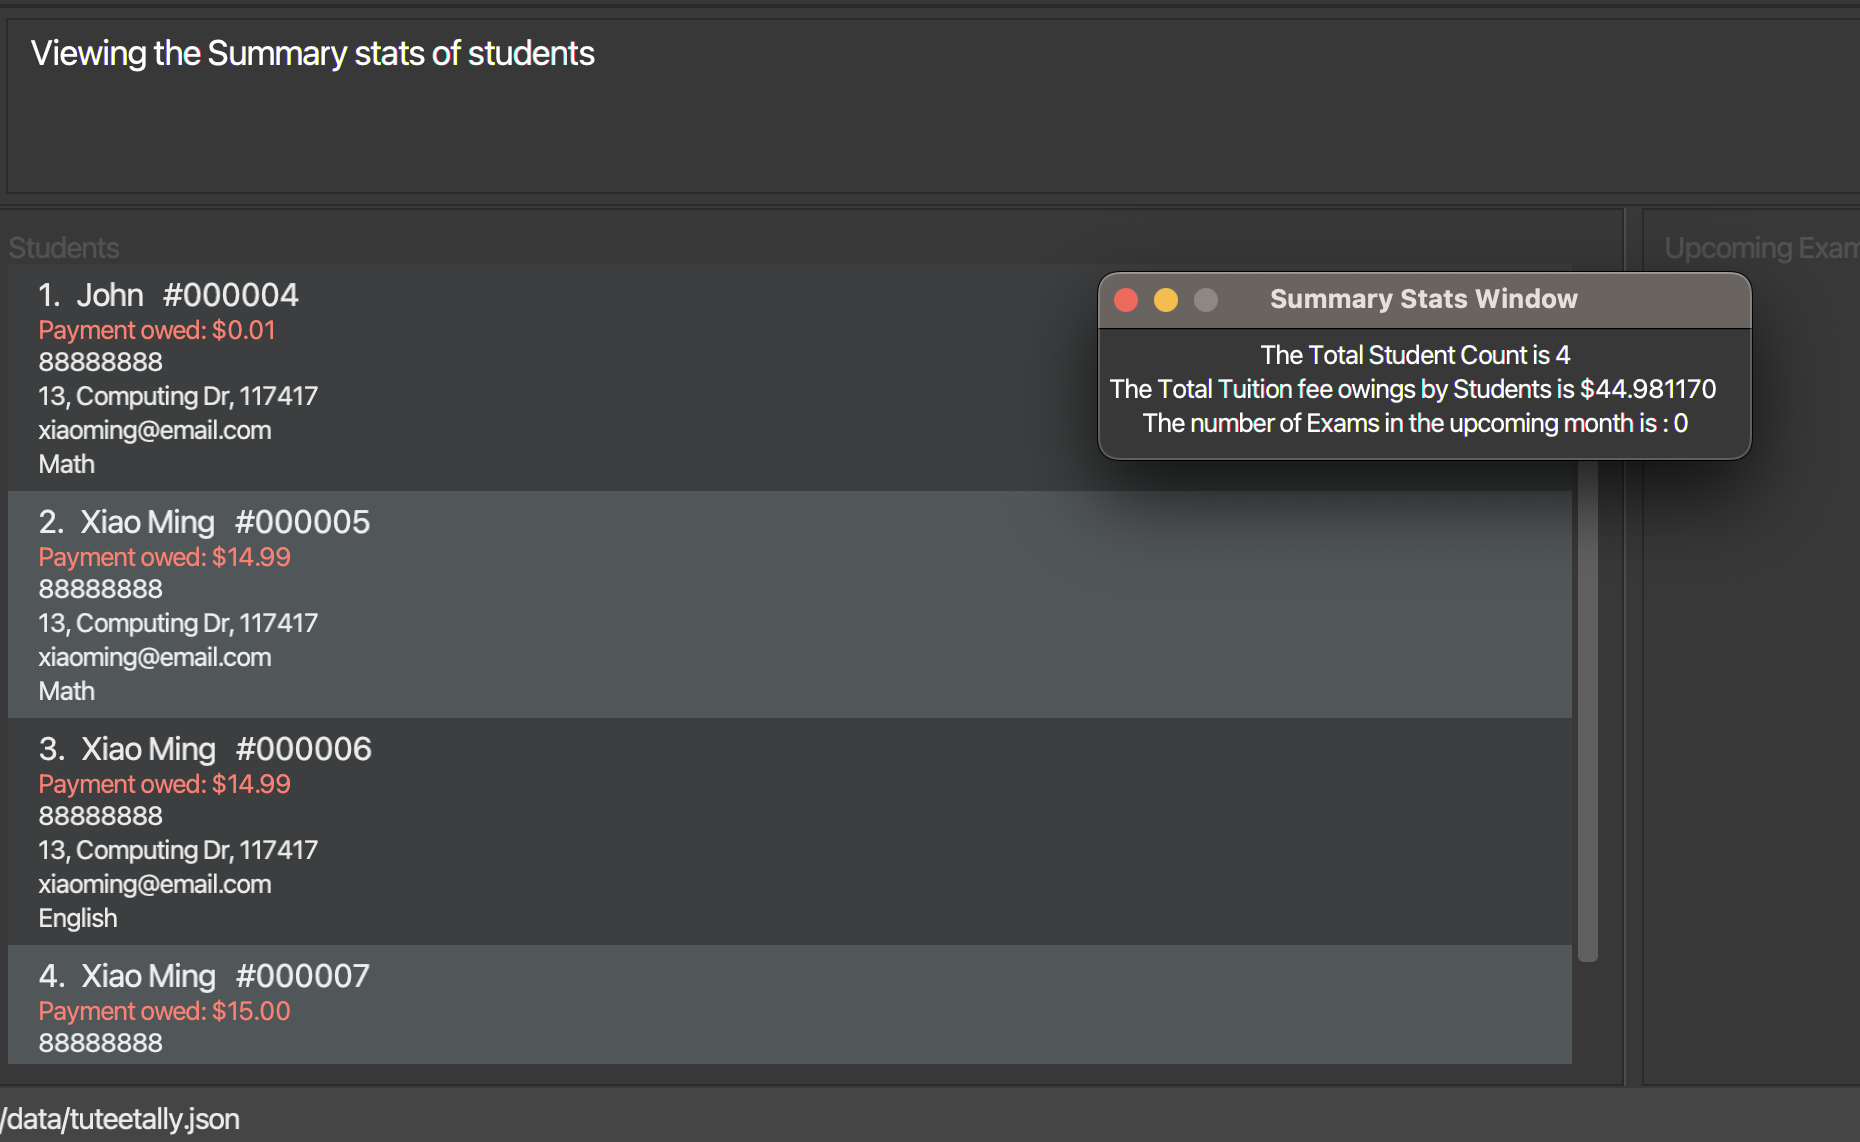 Viewing the Summary stats of students
Students
1. John #000004
Payment owed: $0.01
88888888
13, Computing Dr, 117417
xiaoming@email.com
Math
2. Xiao Ming #000005
Payment owed: $14.99
88888888
13, Computing Dr, 117417
xiaoming@email.com
Math
3. Xiao Ming #000006
Payment owed: $14.99
88888888
13, Computing Dr, 117417
xiaoming@email.com
English
4. Xiao Ming #000007
Payment owed: $15.00
88888888
Upcoming Exam
Summary Stats Window
The Total Student Count is 4
The Total Tuition fee owings by Students is $44.981170
The number of Exams in the upcoming month is : 0
/data/tuteetally.json